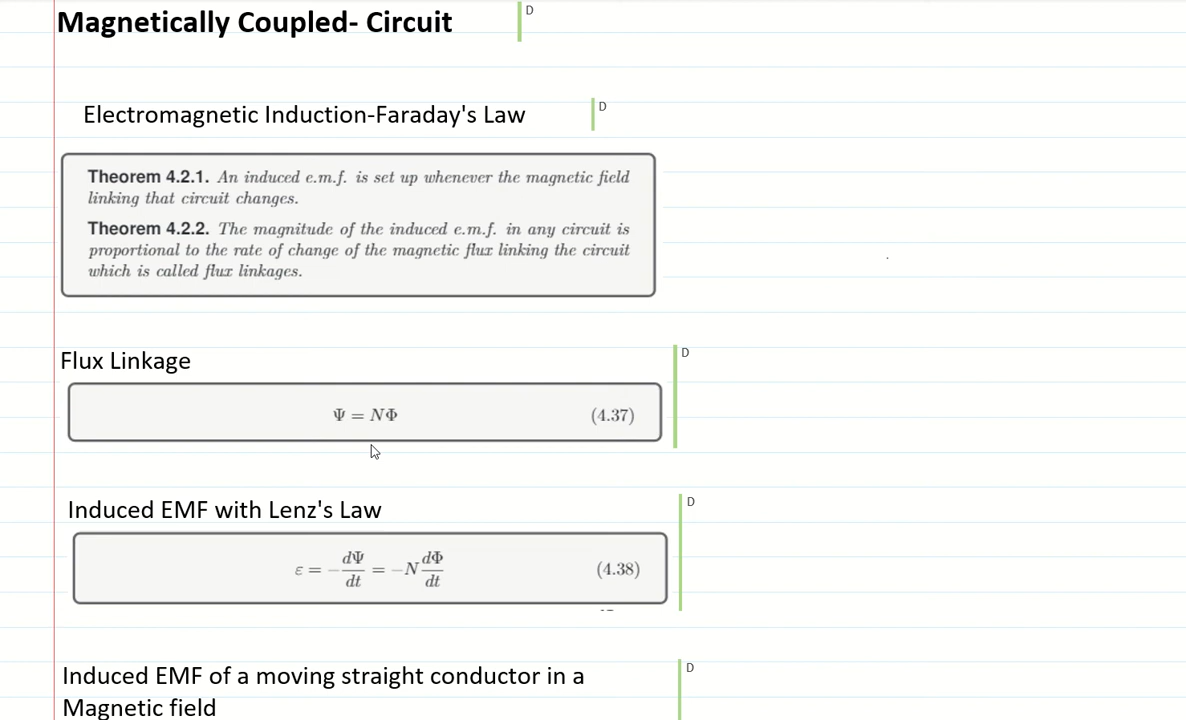 Magnetically Coupled- Circuit
D
Electromagnetic Induction-Faraday's Law
D
Theorem 4.2.1. An induced e.m.f. is set up whenever the magnetic field
linking that circuit changes.
Theorem 4.2.2. The magnitude of the induced e.m.f. in any circuit is
proportional to the rate of change of the magnetic flux linking the circuit
which is called flux linkages.
Flux Linkage
D
Ψ = NΦ (4.37)
Induced EMF with Lenz's Law
D
ε = −dΨ/dt = −N dΦ/dt (4.38)
Induced EMF of a moving straight conductor in a
D
Magnetic field